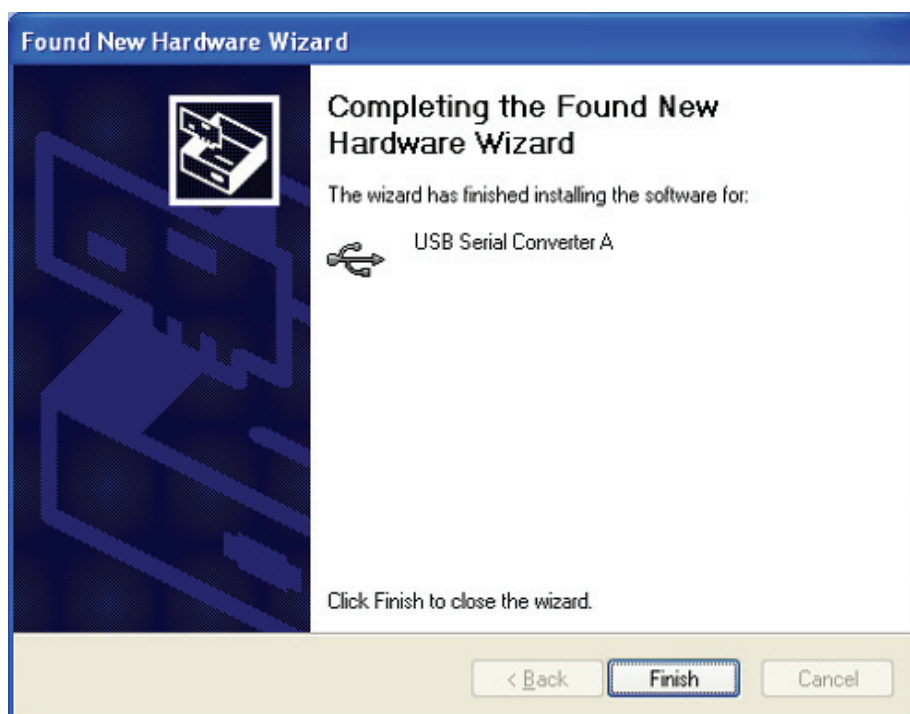 Found New Hardware Wizard
Completing the Found New
Hardware Wizard
The wizard has finished installing the software for:
USB Serial Converter A
Click Finish to close the wizard.
< Back
Finish
Cancel